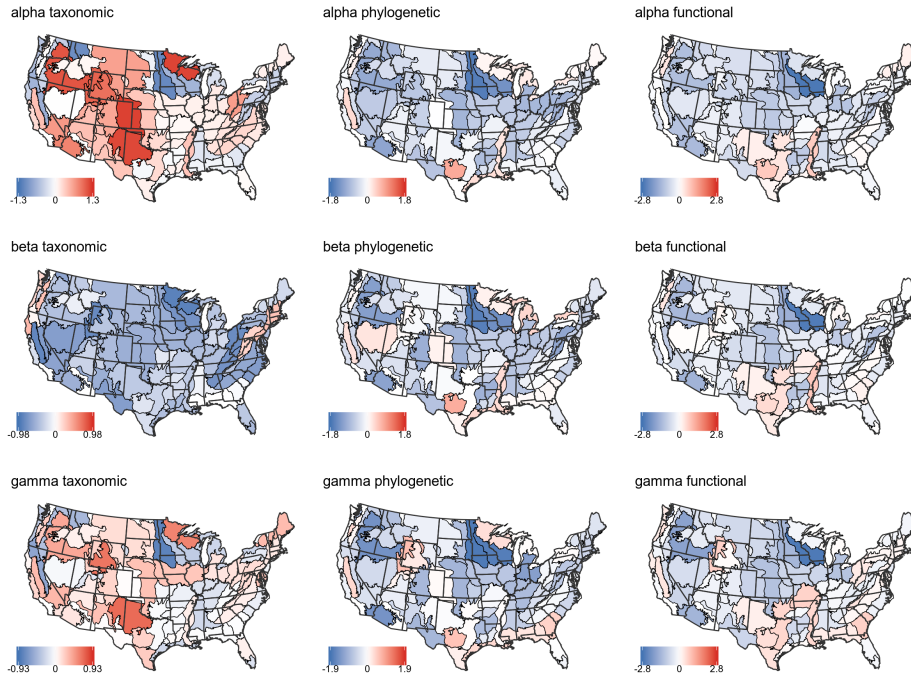 alpha taxonomic
alpha phylogenetic
alpha functional
-1.3 0 1.3
-1.8 0 1.8
-2.8 0 2.8
beta taxonomic
beta phylogenetic
beta functional
-0.98 0 0.98
-1.8 0 1.8
-2.8 0 2.8
gamma taxonomic
gamma phylogenetic
gamma functional
-0.93 0 0.93
-1.9 0 1.9
-2.8 0 2.8